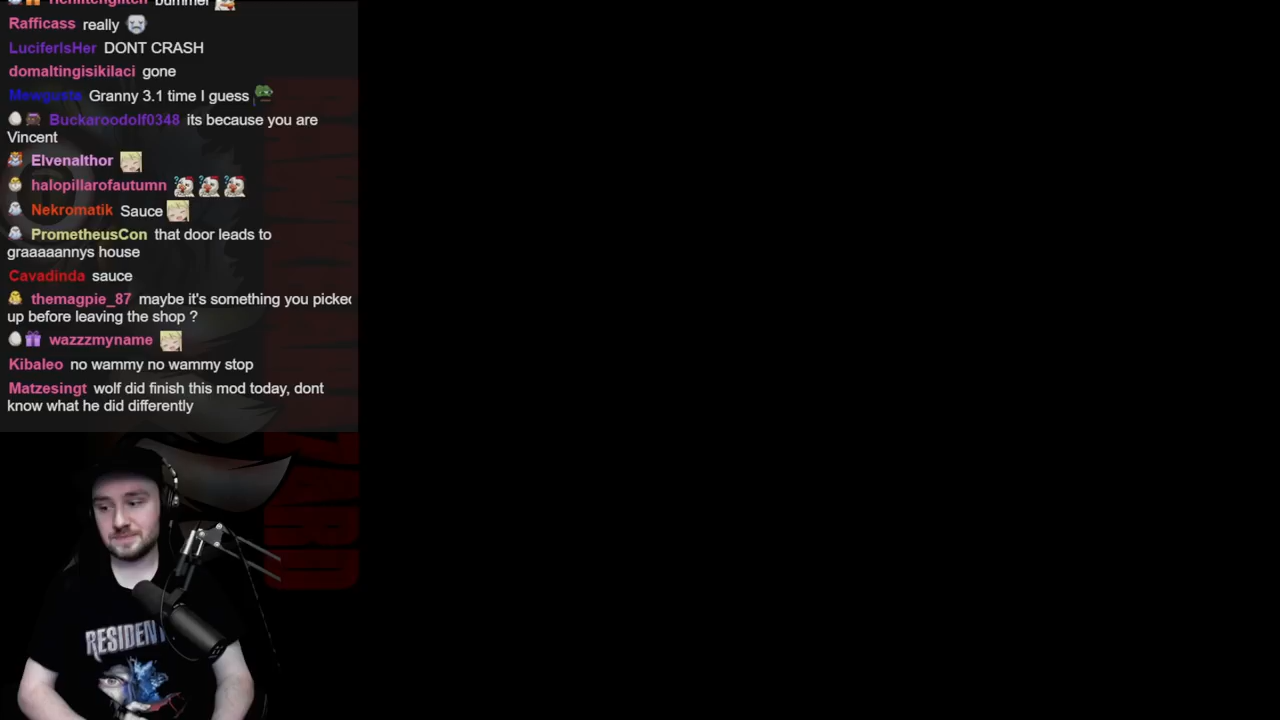 bummer
Rafficass really
LuciferIsHer DONT CRASH
domaltingisikilaci gone
Mewgusta Granny 3.1 time I guess
Buckaroodolf0348 its because you are
Vincent
Elvenalthor
halopillarofautumn
Nekromatik Sauce
PrometheusCon that door leads to
graaaaannys house
Cavadinda sauce
themagpie_87 maybe it's something you picked
up before leaving the shop ?
wazzzmyname
Kibaleo no wammy no wammy stop
Matzesingt wolf did finish this mod today, dont
know what he did differently
ZARD
RESIDENT